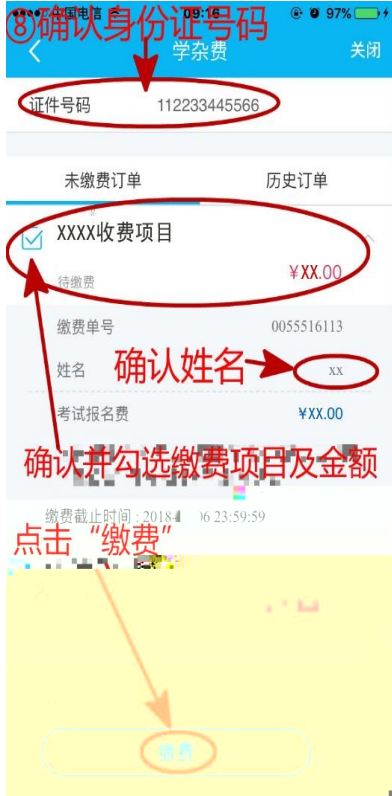 中国电信 09:16 97%
⑧确认身份证号码
学杂费 关闭
证件号码 112233445566
未缴费订单 历史订单
XXXX收费项目
待缴费 ¥XX.00
缴费单号 0055516113
确认姓名
姓名 xx
考试报名费 ¥XX.00
确认并勾选缴费项目及金额
缴费截止时间 : 2018 06 23:59:59
点击“缴费”
缴费